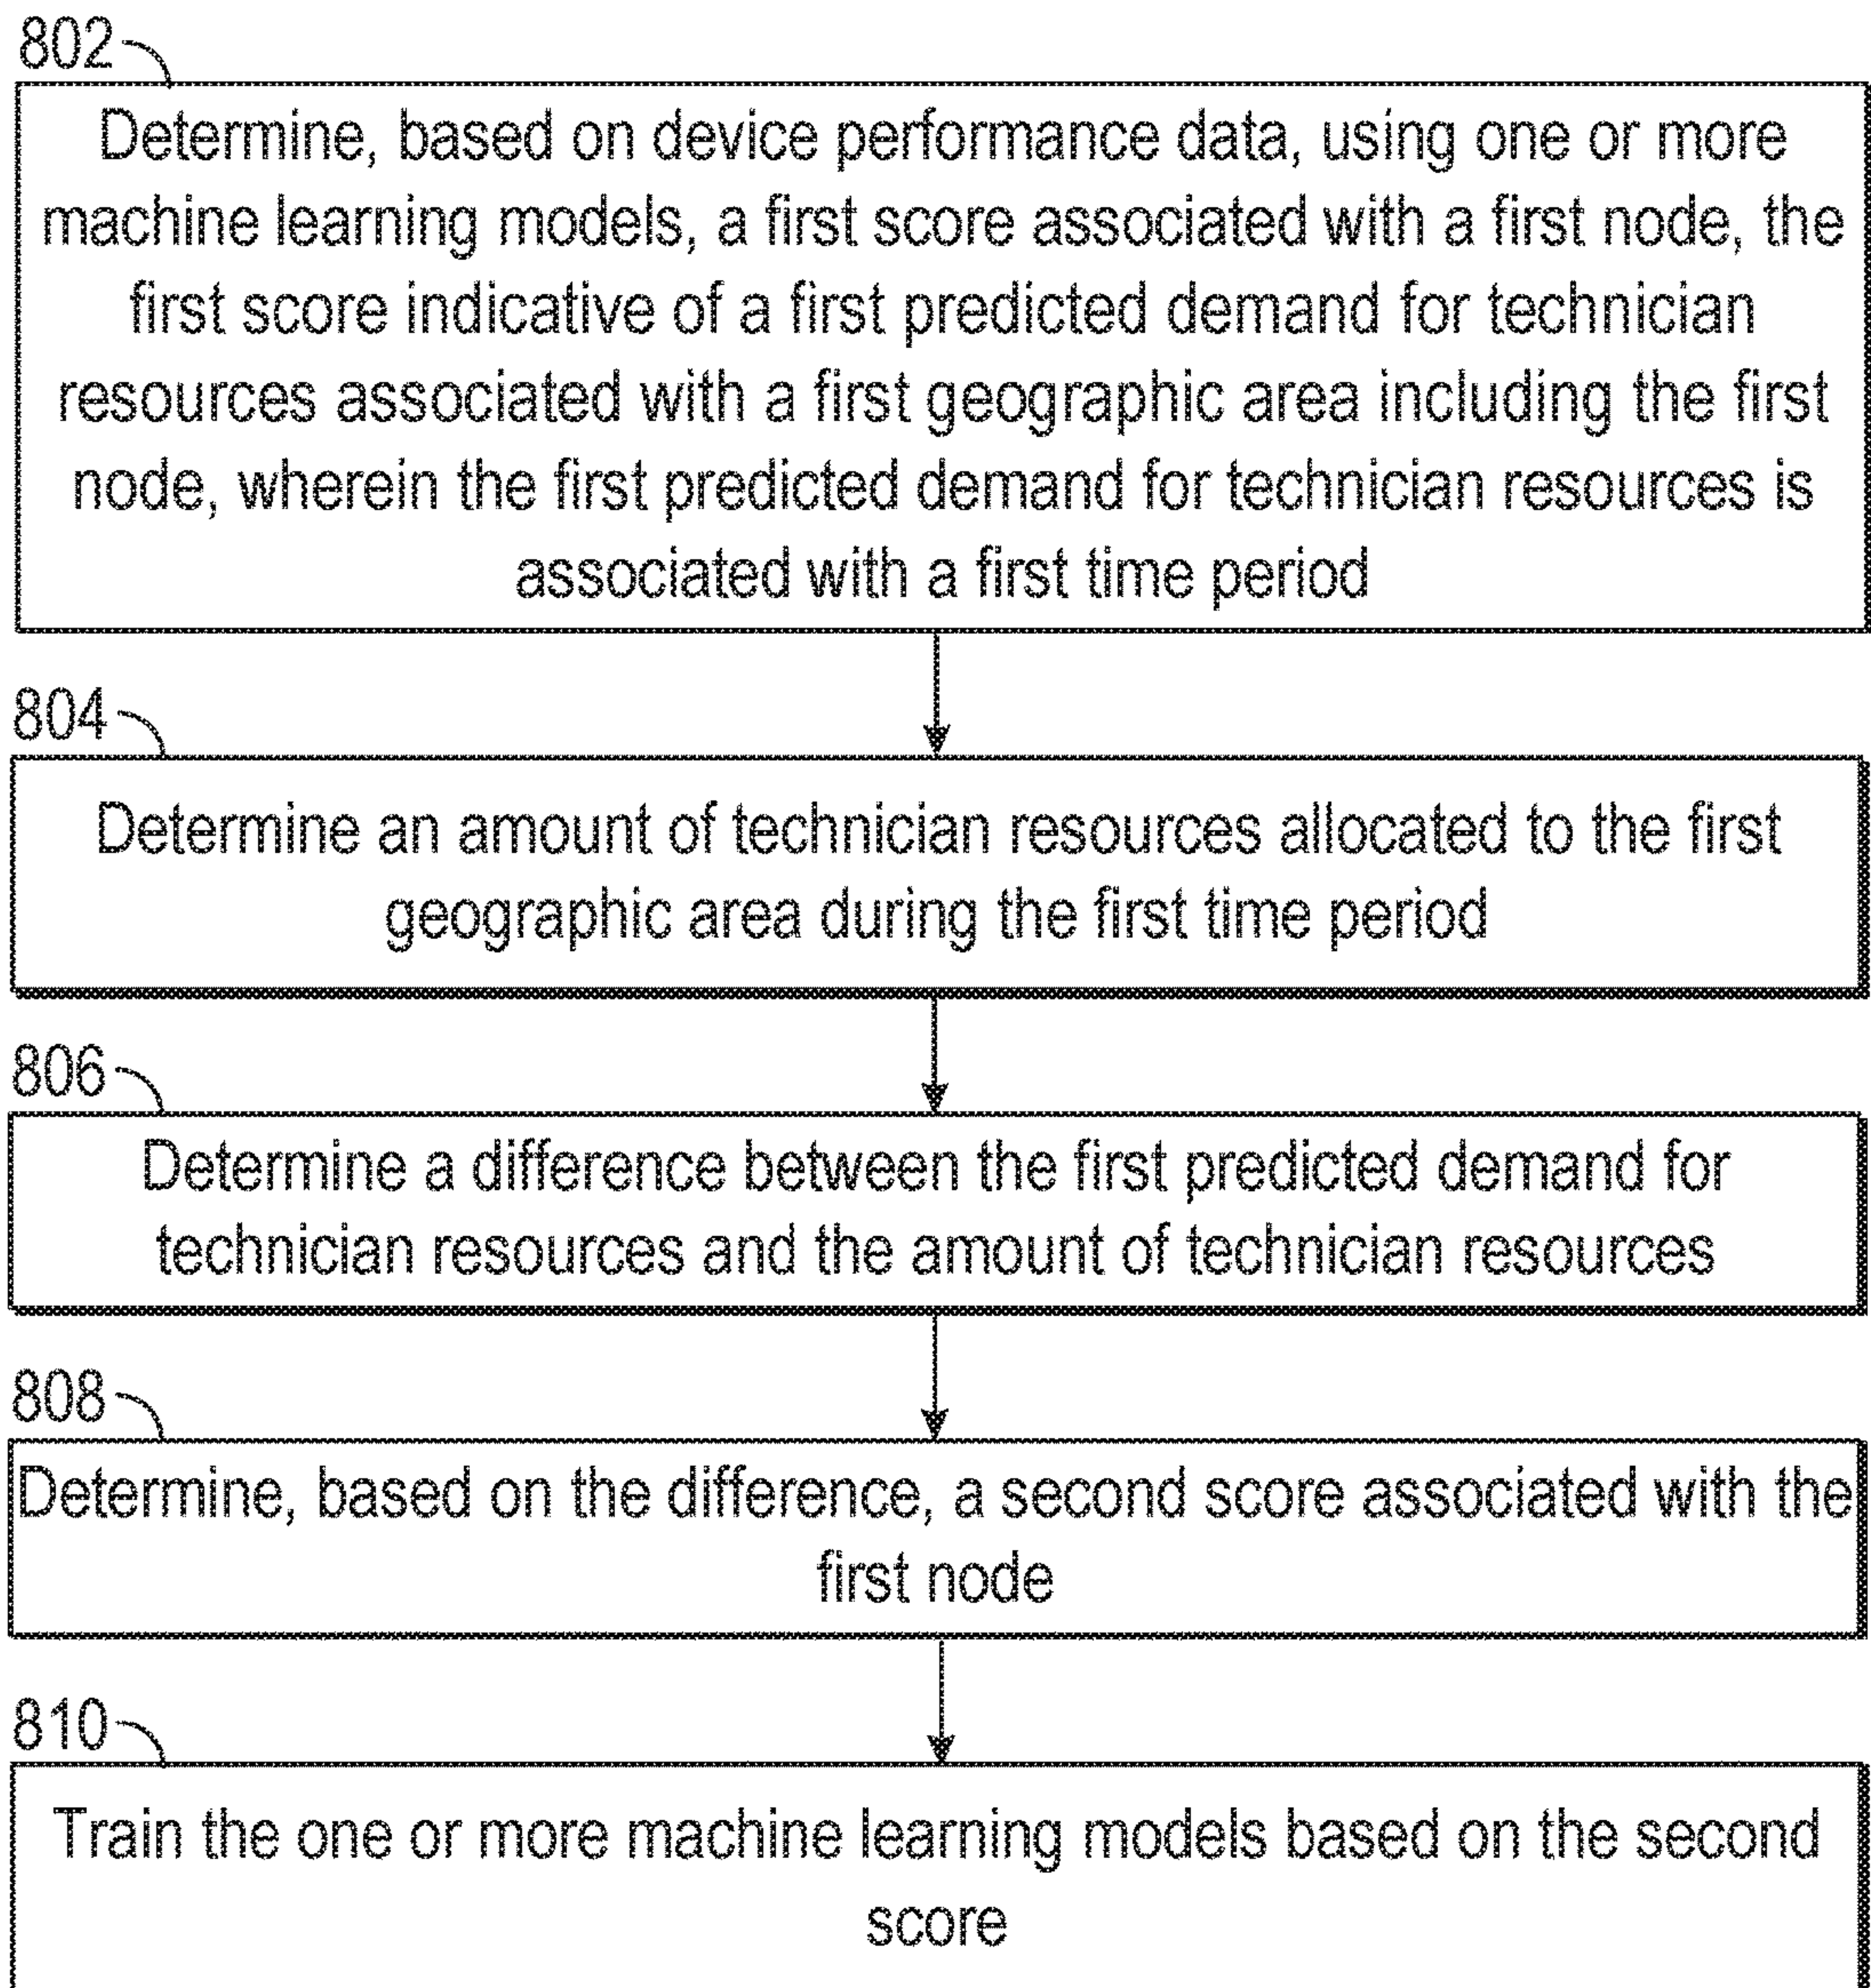 802
Determine, based on device performance data, using one or more
machine learning models, a first score associated with a first node, the
first score indicative of a first predicted demand for technician
resources associated with a first geographic area including the first
node, wherein the first predicted demand for technician resources is
associated with a first time period
804
Determine an amount of technician resources allocated to the first
geographic area during the first time period
806
Determine a difference between the first predicted demand for
technician resources and the amount of technician resources
808
Determine, based on the difference, a second score associated with the
first node
810
Train the one or more machine learning models based on the second
score